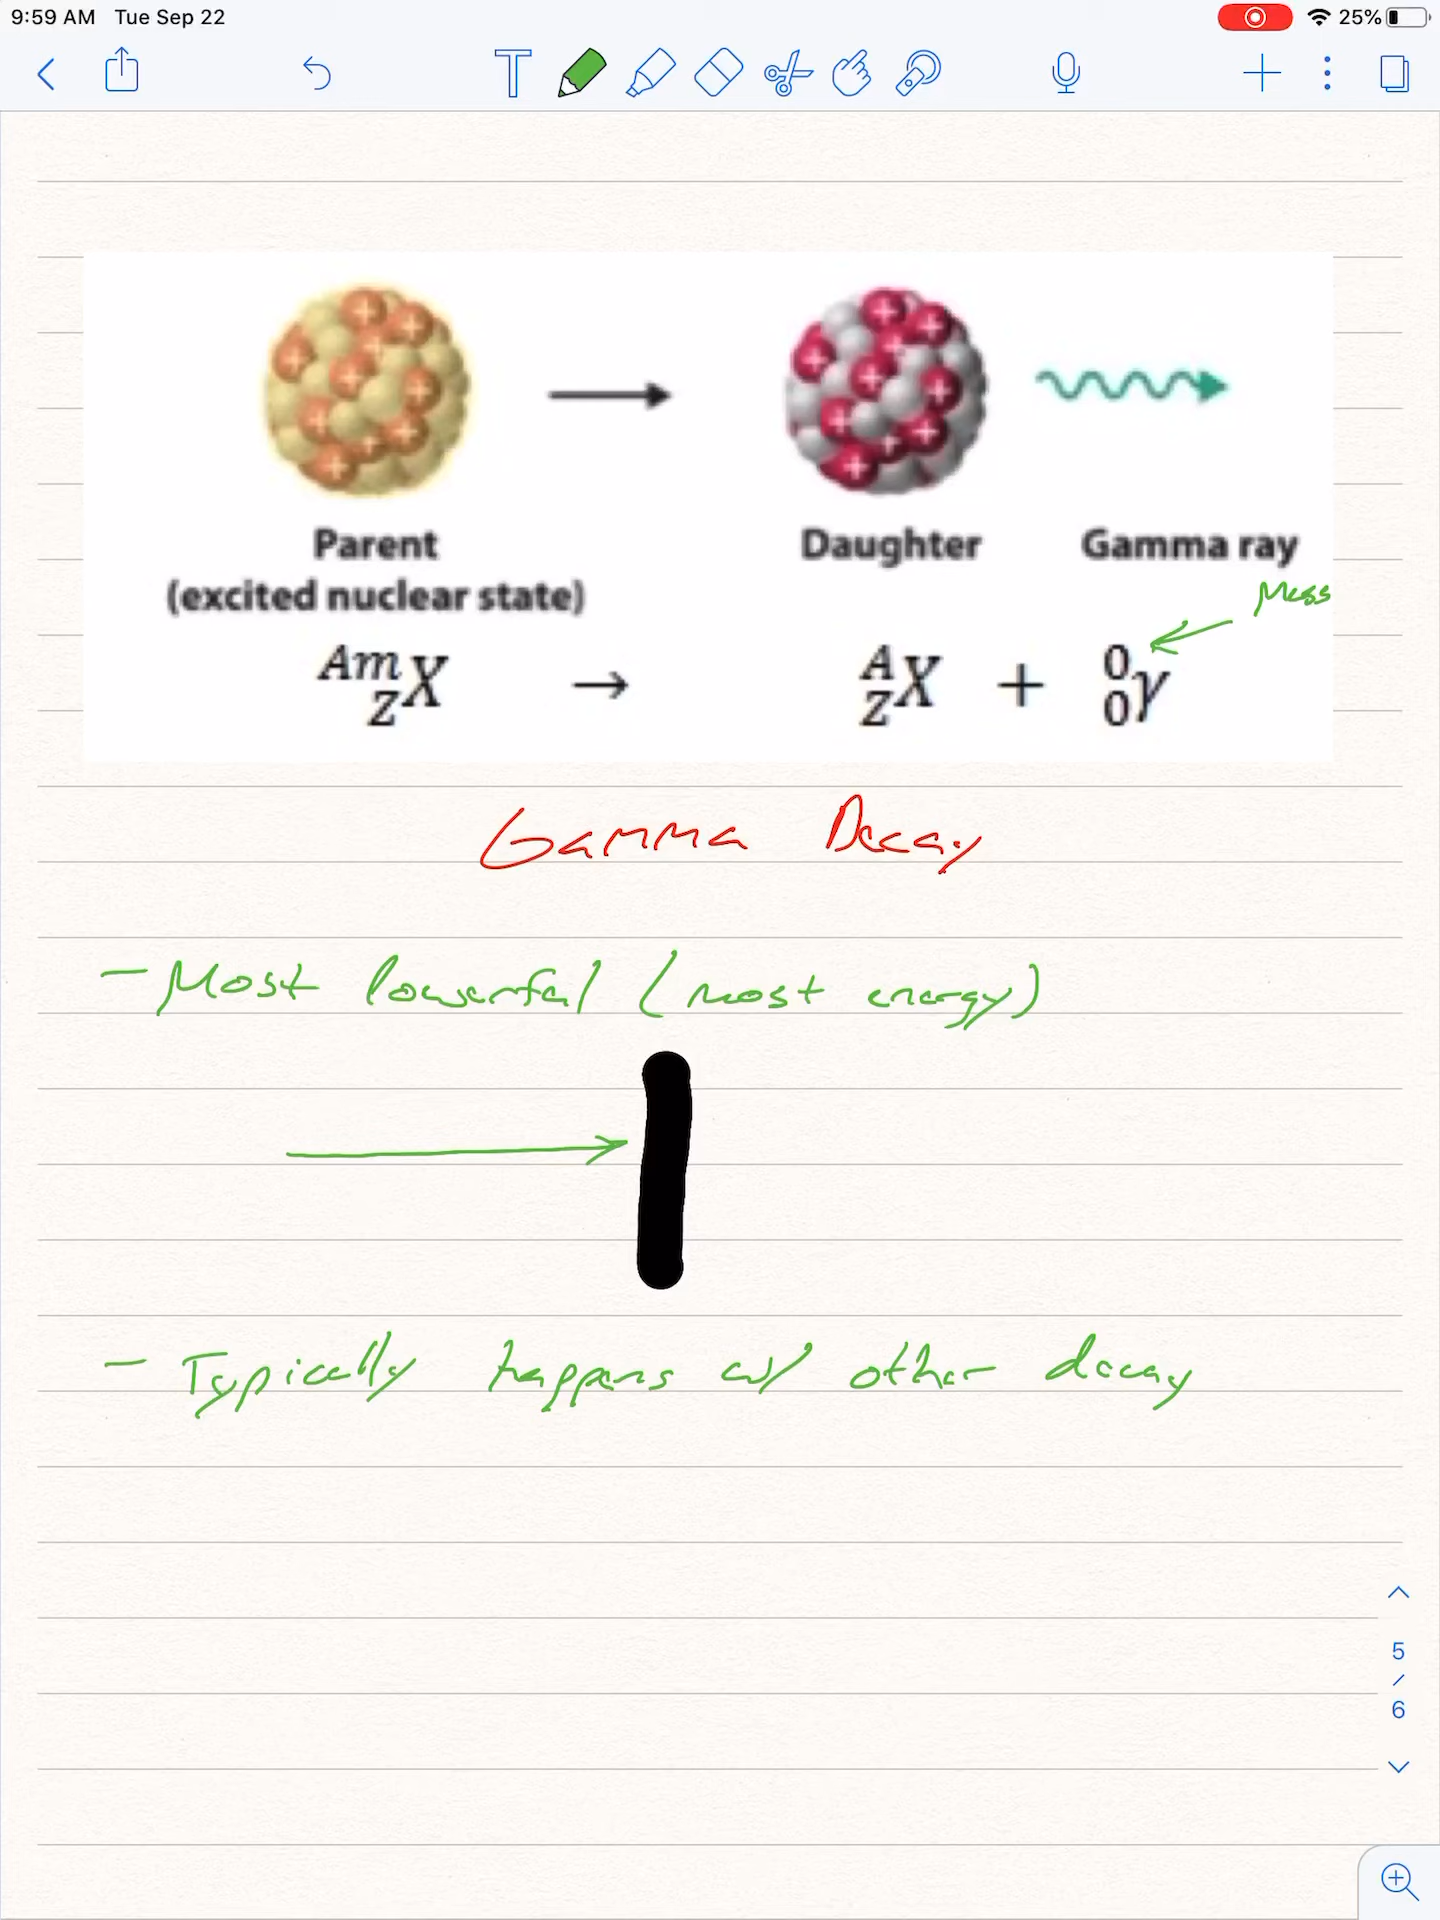 9:59 AM Tue Sep 22 25%
T
+ + + + + + + + + +
Parent Daughter Gamma ray
(excited nuclear state)
Mass
Am/Z X → A/Z X + 0/0 γ
Gamma Decay
- Most Powerful (most energy)
- Typically happens w/ other decay
5
/
6